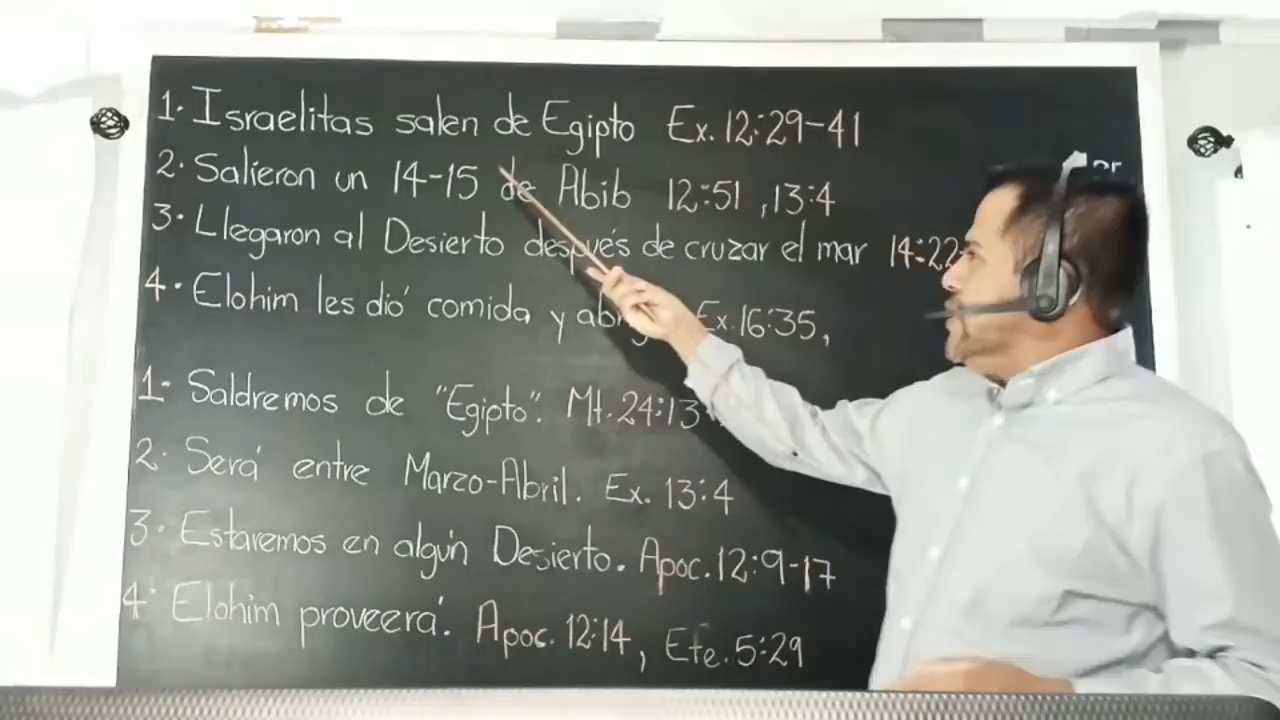 1. Israelitas salen de Egipto Ex. 12:29-41
2. Salieron un 14-15 de Abib 12:51 ,13:4
3. Llegaron al Desierto después de cruzar el mar 14:22
4. Elohim les dió comida y Ex. 16:35,
1- Saldremos de "Egipto". Mt. 24:13
2. Será entre Marzo-Abril. Ex. 13:4
3. Estaremos en algún Desierto. Apoc. 12:9-17
4. Elohim proveerá. Apoc. 12:14, Efe. 5:29